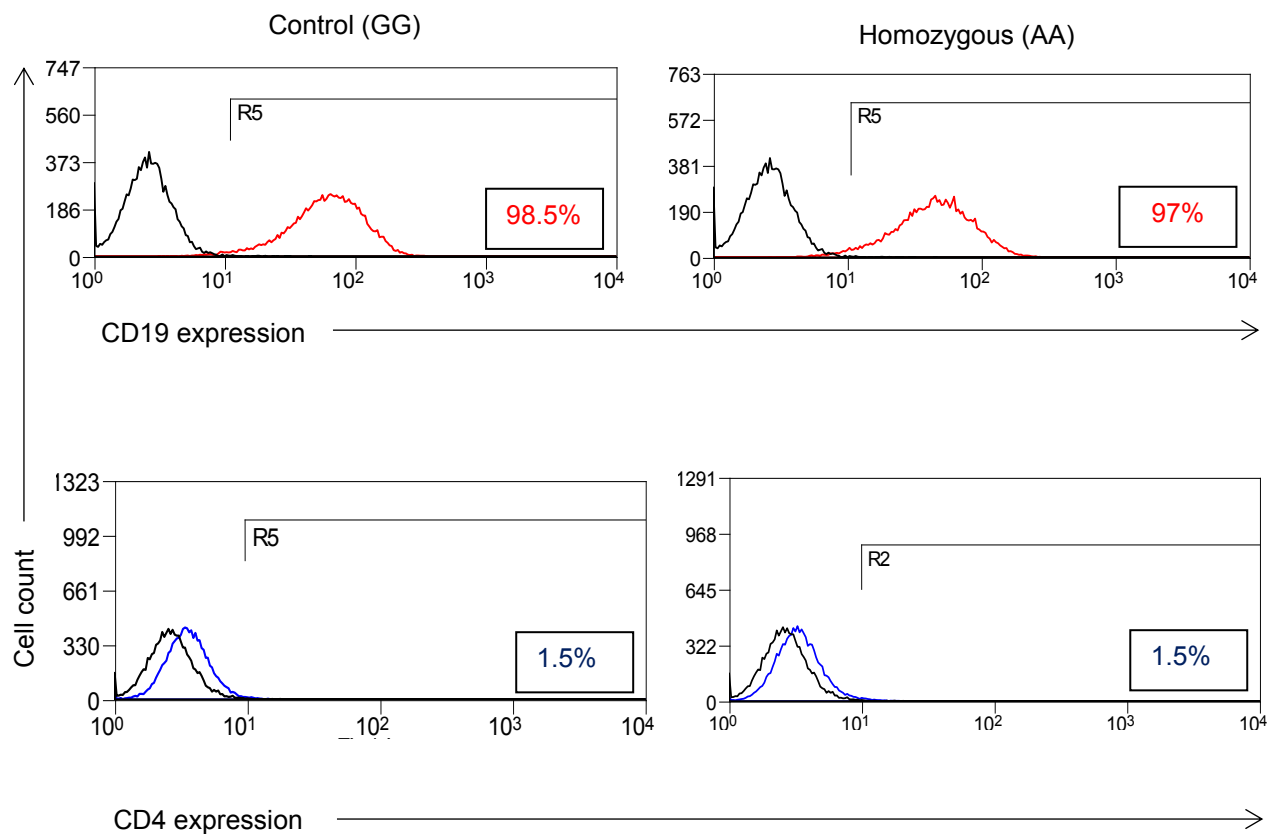 Control (GG)
Homozygous (AA)
747
560
373
186
0
R5
98.5%
10⁰ 10¹ 10² 10³ 10⁴
763
572
381
190
0
R5
97%
10⁰ 10¹ 10² 10³ 10⁴
CD19 expression
Cell count
1323
992
661
330
0
R5
1.5%
10⁰ 10¹ 10² 10³ 10⁴
1291
968
645
322
0
R2
1.5%
10⁰ 10¹ 10² 10³ 10⁴
CD4 expression